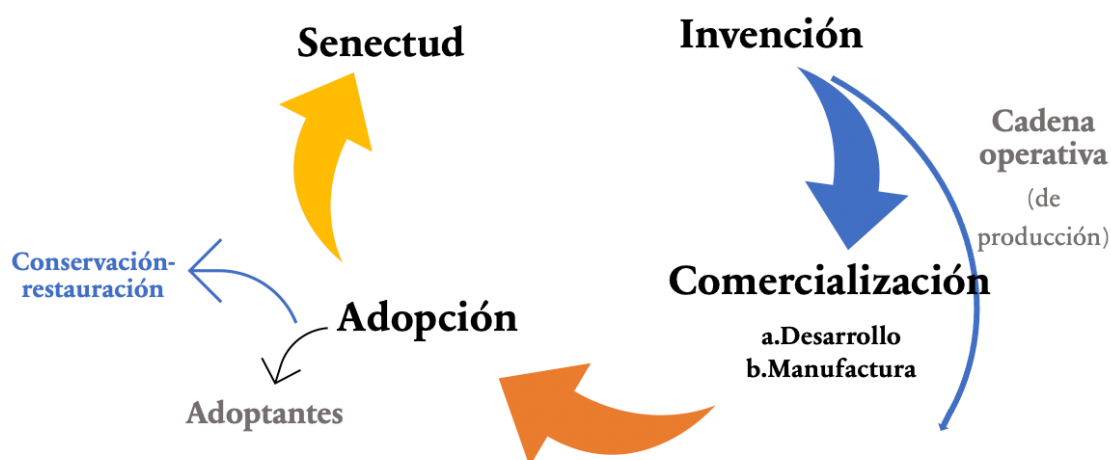 Senectud
Invención
Cadena
operativa
(de
producción)
Comercialización
a.Desarrollo
b.Manufactura
Adopción
Conservación-
restauración
Adoptantes